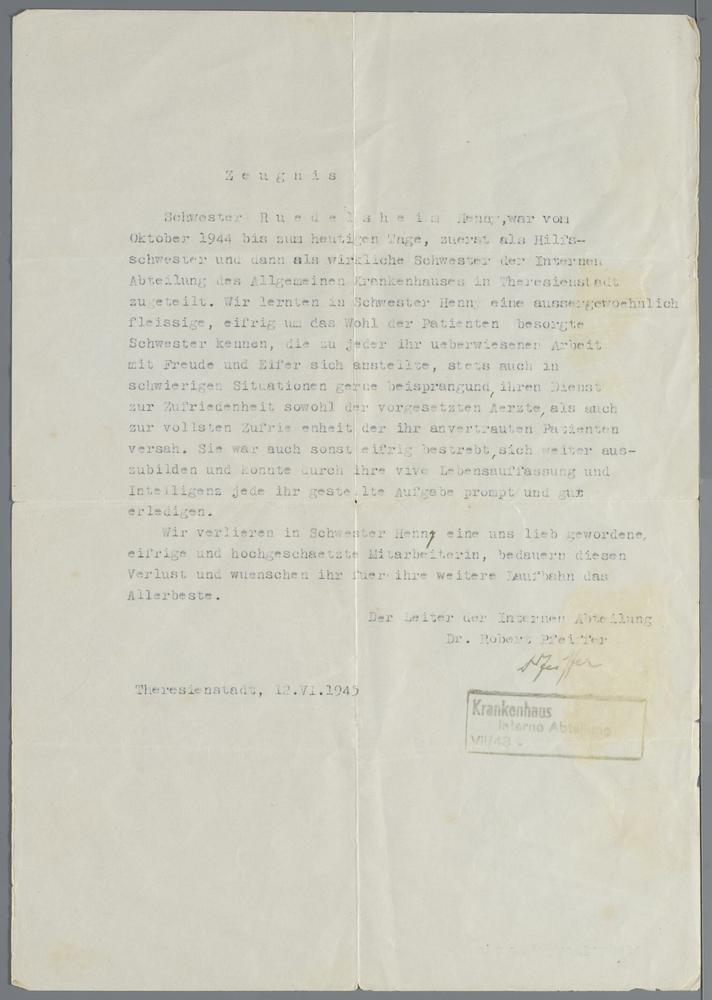 Z e u g n i s
Schwester R u e d e l s h e i m Henny,war vom
Oktober 1944 bis zum heutigen Tage, zuerst als Hilfs-
schwester und dann als wirkliche Schwester der Internen
Abteilung des Allgemeinen Krankenhauses in Theresienstadt
zugeteilt. Wir lernten in Schwester Henny eine aussergewoehnlich
fleissige, eifrig um das Wohl der Patienten besorgte
Schwester kennen, die zu jeder ihr ueberwiesenen Arbeit
mit Freude und Eifer sich anstellte, stets auch in
schwierigen Situationen gerne beisprangund,ihren Dienst
zur Zufriedenheit sowohl der vorgesetzten Aerzte,als auch
zur vollsten Zufriedenheit der ihr anvertrauten Patienten
versah. Sie war auch sonst eifrig bestrebt,sich weiter aus-
zubilden und konnte durch ihre vive Lebensauffassung und
Intelligenz jede ihr gestellte Aufgabe prompt und gut
erledigen.
Wir verlieren in Schwester Henny eine uns lieb gewordene,
eifrige und hochgeschaetzte Mitarbeiterin, bedauern diesen
Verlust und wuenschen ihr fuer ihre weitere Laufbahn das
Allerbeste.
Der Leiter der Internen Abteilung
Dr. Robert Pfeiffer
DrPfeiffer
Theresienstadt, 12.VI.1945
Krankenhaus
Interne Abteilung
VII/43